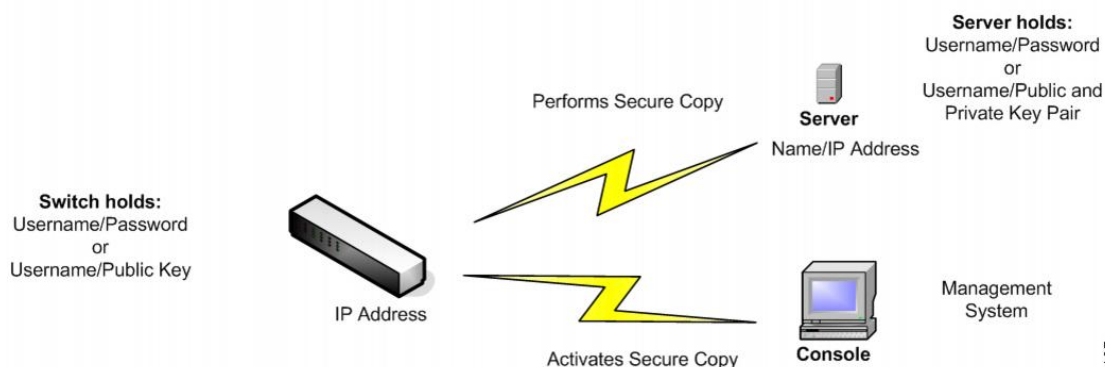 Server holds:
Username/Password
or
Username/Public and
Private Key Pair
Performs Secure Copy
Server
Name/IP Address
Switch holds:
Username/Password
or
Username/Public Key
IP Address
Management
System
Activates Secure Copy
Console